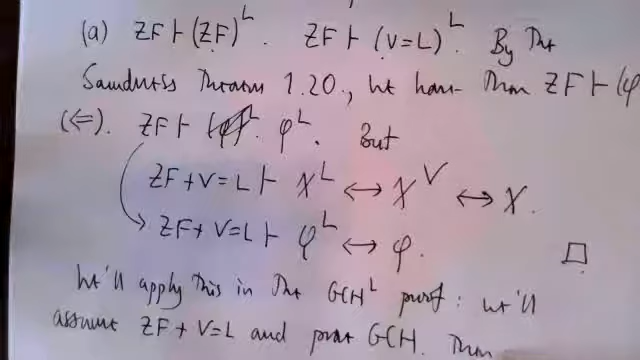 (a) ZF ⊢ (ZF)^L. ZF ⊢ (V=L)^L. By the
Soundness Theorem 1.20., we have then ZF ⊢ (φ
(⇐). ZF ⊢ φ^L. But
ZF+V=L ⊢ χ^L ↔ χ^V ↔ χ.
ZF+V=L ⊢ φ^L ↔ φ. □
We'll apply this in the GCH^L proof: we'll
assume ZF+V=L and prove GCH. Then